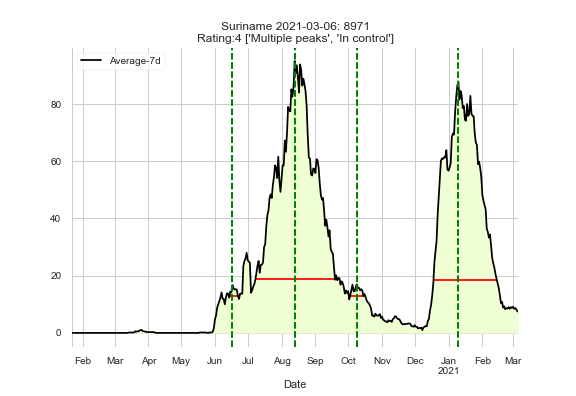 Suriname 2021-03-06: 8971
Rating:4 ['Multiple peaks', 'In control']
Average-7d
80
60
40
20
0
Feb Mar Apr May Jun Jul Aug Sep Oct Nov Dec Jan Feb Mar
2021
Date